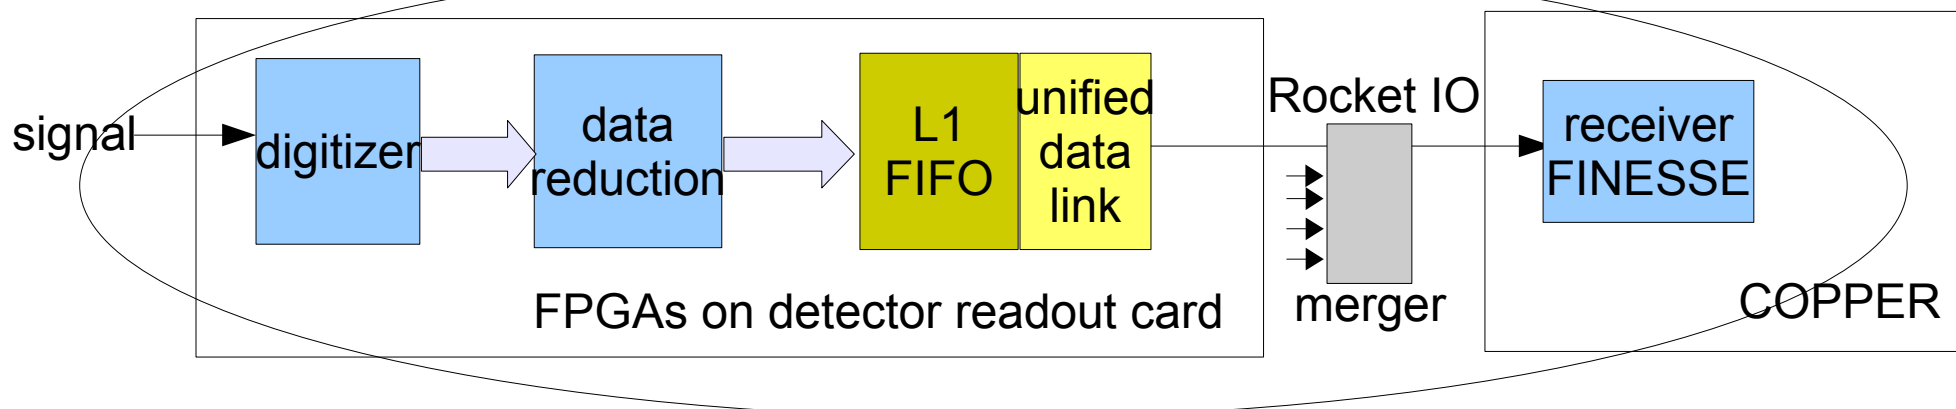 signal
digitizer
data
reduction
L1
FIFO
unified
data
link
Rocket IO
receiver
FINESSE
FPGAs on detector readout card
merger
COPPER